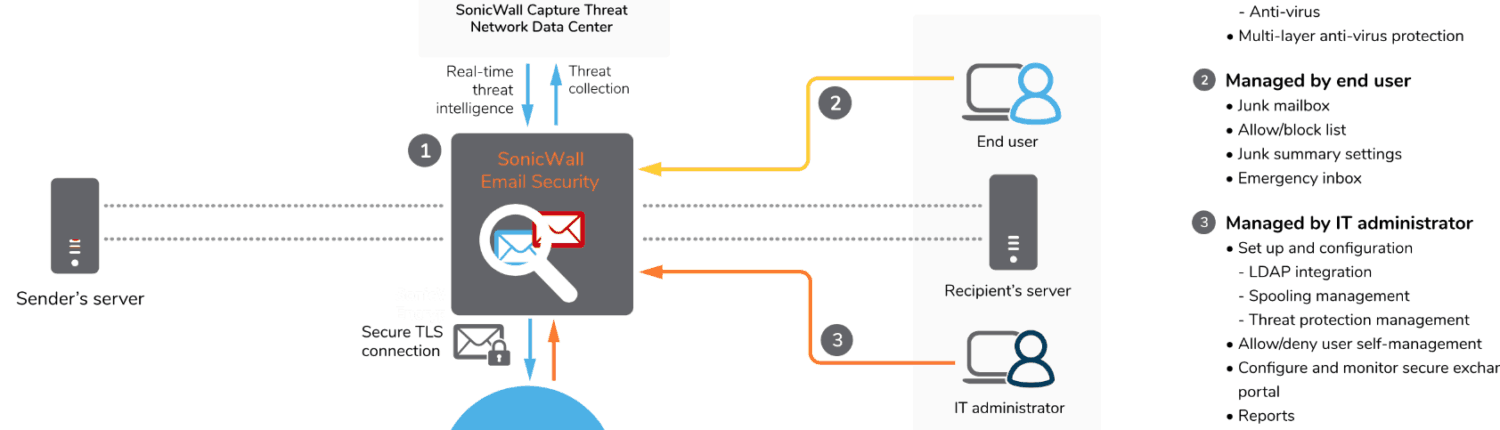 SonicWall Capture Threat
Network Data Center
Real-time
threat
intelligence
Threat
collection
1
SonicWall
Email Security
Sender's server
Secure TLS
connection
2
End user
Recipient's server
3
IT administrator
- Anti-virus
• Multi-layer anti-virus protection
2 Managed by end user
• Junk mailbox
• Allow/block list
• Junk summary settings
• Emergency inbox
3 Managed by IT administrator
• Set up and configuration
- LDAP integration
- Spooling management
- Threat protection management
• Allow/deny user self-management
• Configure and monitor secure exchan
portal
• Reports